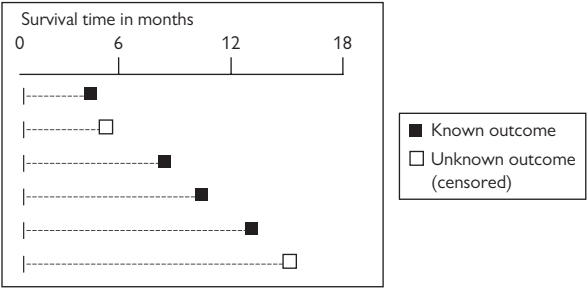 Survival time in months
0 6 12 18
Known outcome
Unknown outcome
(censored)